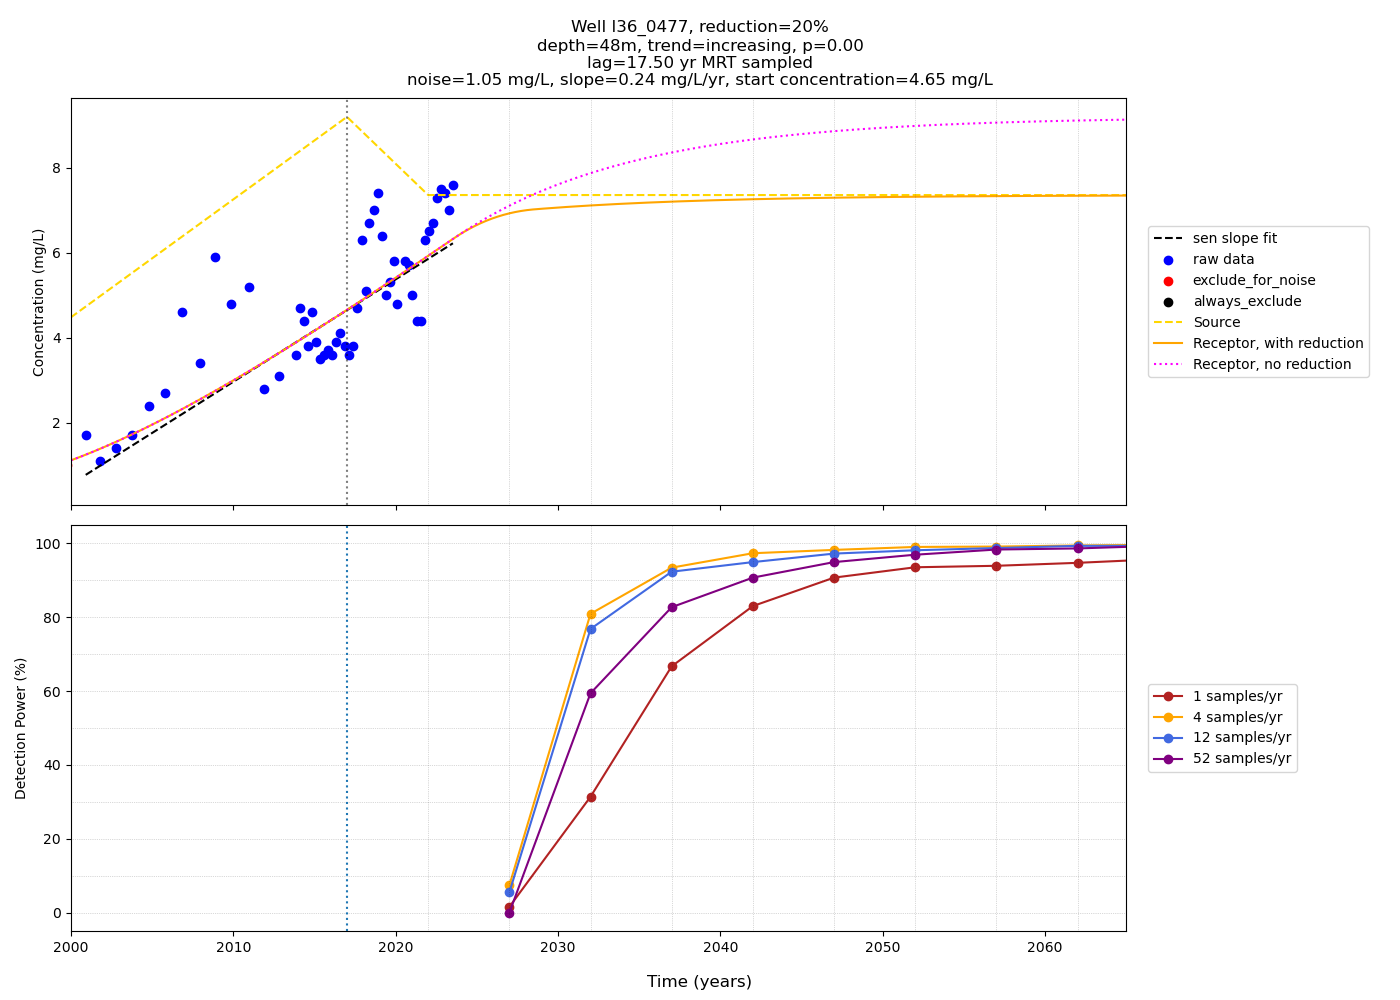 Well l36_0477, reduction=20%
depth=48m, trend=increasing, p=0.00
lag=17.50 yr MRT sampled
noise=1.05 mg/L, slope=0.24 mg/L/yr, start concentration=4.65 mg/L
Concentration (mg/L)
8
6
4
2
sen slope fit
raw data
exclude_for_noise
always_exclude
Source
Receptor, with reduction
Receptor, no reduction
Detection Power (%)
100
80
60
40
20
0
1 samples/yr
4 samples/yr
12 samples/yr
52 samples/yr
2000 2010 2020 2030 2040 2050 2060
Time (years)